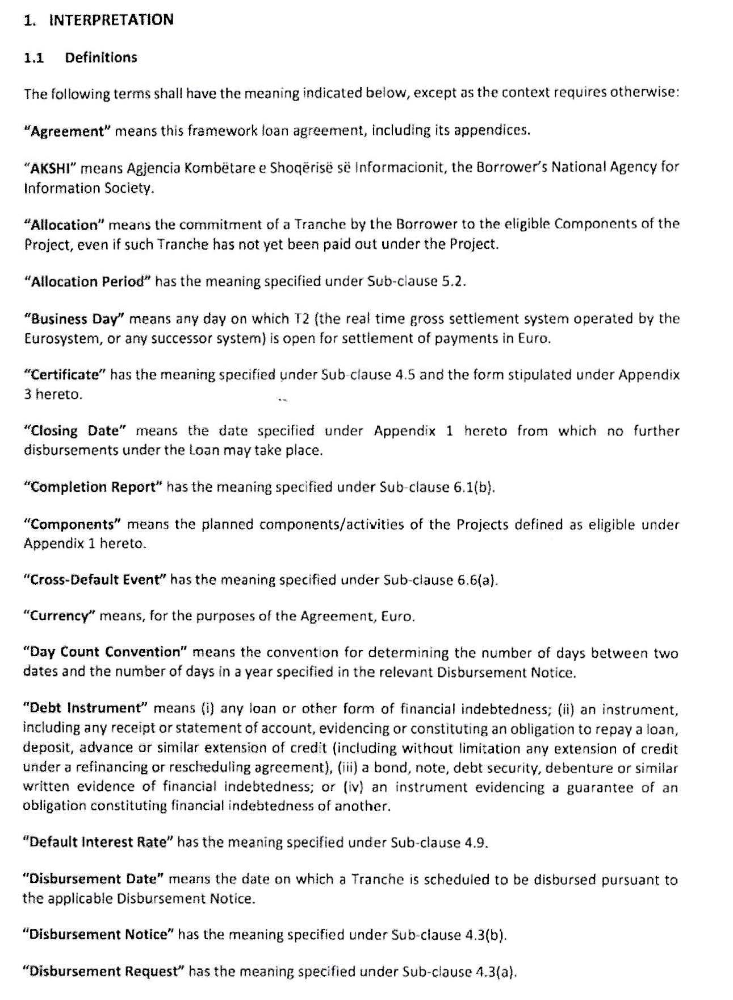 1. INTERPRETATION
1.1 Definitions
The following terms shall have the meaning indicated below, except as the context requires otherwise:
“Agreement” means this framework loan agreement, including its appendices.
“AKSHI” means Agjencia Kombëtare e Shoqërisë së Informacionit, the Borrower’s National Agency for
Information Society.
“Allocation” means the commitment of a Tranche by the Borrower to the eligible Components of the
Project, even if such Tranche has not yet been paid out under the Project.
“Allocation Period” has the meaning specified under Sub-clause 5.2.
“Business Day” means any day on which T2 (the real time gross settlement system operated by the
Eurosystem, or any successor system) is open for settlement of payments in Euro.
“Certificate” has the meaning specified under Sub-clause 4.5 and the form stipulated under Appendix
3 hereto.
“Closing Date” means the date specified under Appendix 1 hereto from which no further
disbursements under the Loan may take place.
“Completion Report” has the meaning specified under Sub-clause 6.1(b).
“Components” means the planned components/activities of the Projects defined as eligible under
Appendix 1 hereto.
“Cross-Default Event” has the meaning specified under Sub-clause 6.6(a).
“Currency” means, for the purposes of the Agreement, Euro.
“Day Count Convention” means the convention for determining the number of days between two
dates and the number of days in a year specified in the relevant Disbursement Notice.
“Debt Instrument” means (i) any loan or other form of financial indebtedness; (ii) an instrument,
including any receipt or statement of account, evidencing or constituting an obligation to repay a loan,
deposit, advance or similar extension of credit (including without limitation any extension of credit
under a refinancing or rescheduling agreement), (iii) a bond, note, debt security, debenture or similar
written evidence of financial indebtedness; or (iv) an instrument evidencing a guarantee of an
obligation constituting financial indebtedness of another.
“Default Interest Rate” has the meaning specified under Sub-clause 4.9.
“Disbursement Date” means the date on which a Tranche is scheduled to be disbursed pursuant to
the applicable Disbursement Notice.
“Disbursement Notice” has the meaning specified under Sub-clause 4.3(b).
“Disbursement Request” has the meaning specified under Sub-clause 4.3(a).